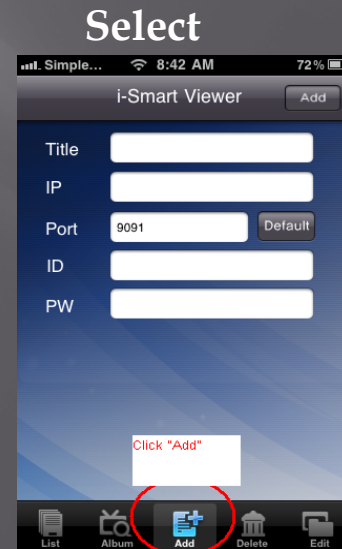 Select
Simple... 8:42 AM 72%
i-Smart Viewer Add
Title
IP
Port 9091 Default
ID
PW
Click "Add"
List Album Add Delete Edit